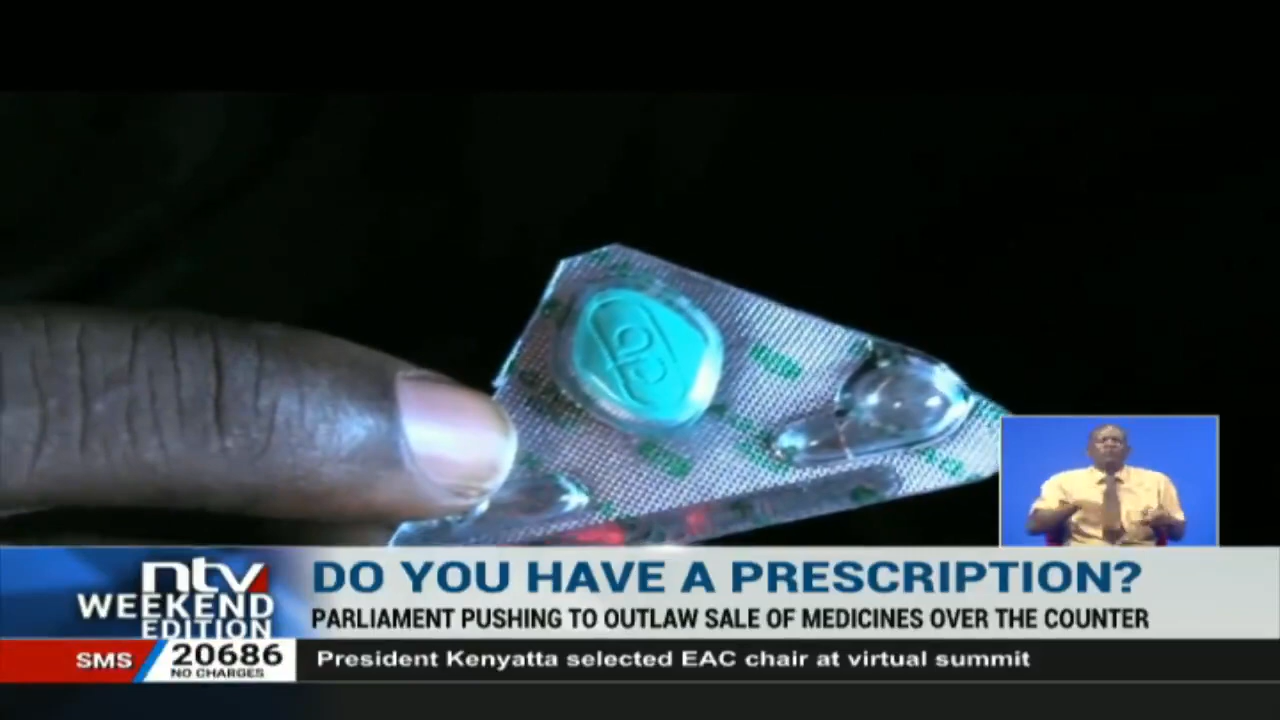 ntv
WEEKEND
EDITION
DO YOU HAVE A PRESCRIPTION?
PARLIAMENT PUSHING TO OUTLAW SALE OF MEDICINES OVER THE COUNTER
SMS
20686
NO CHARGES
President Kenyatta selected EAC chair at virtual summit